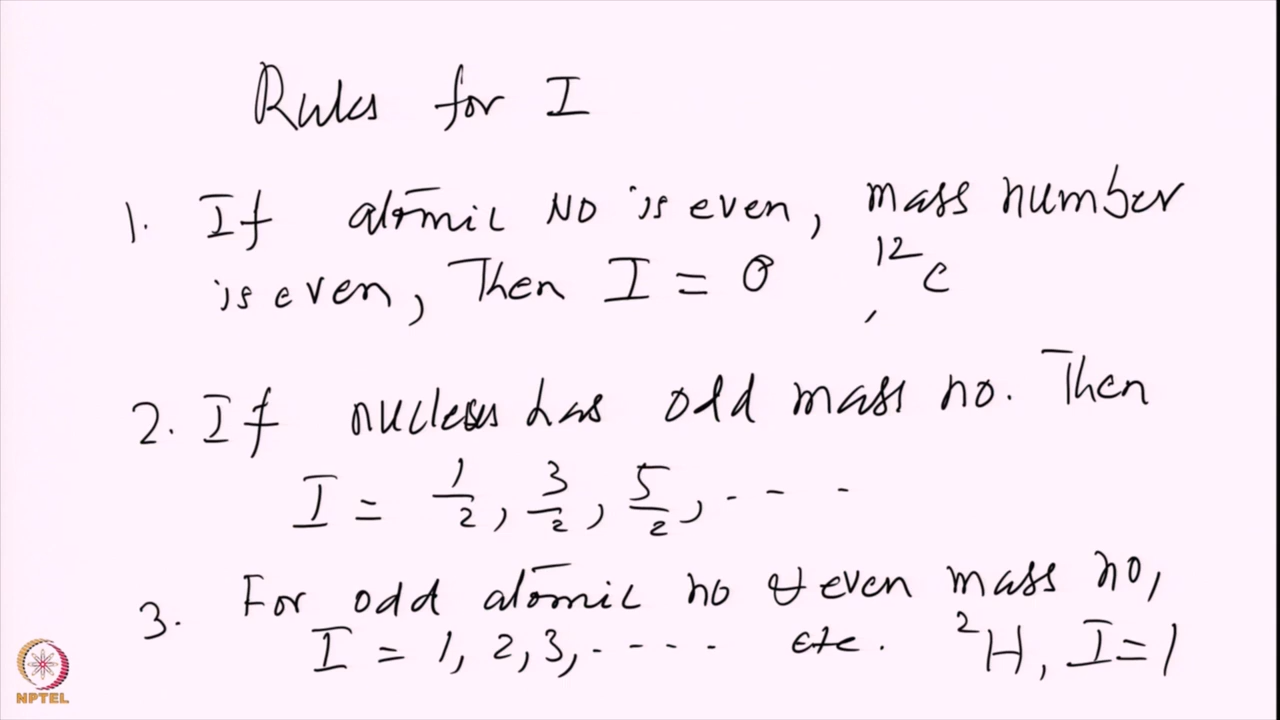 Rules for I
1. If atomic No is even, mass number
is even, Then I = 0 ¹²C
,
2. If nucleus has odd mass no. Then
I = 1/2, 3/2, 5/2, - - -
3. For odd atomic no & even mass no,
I = 1, 2, 3, - - - - etc. ²H, I = 1
NPTEL